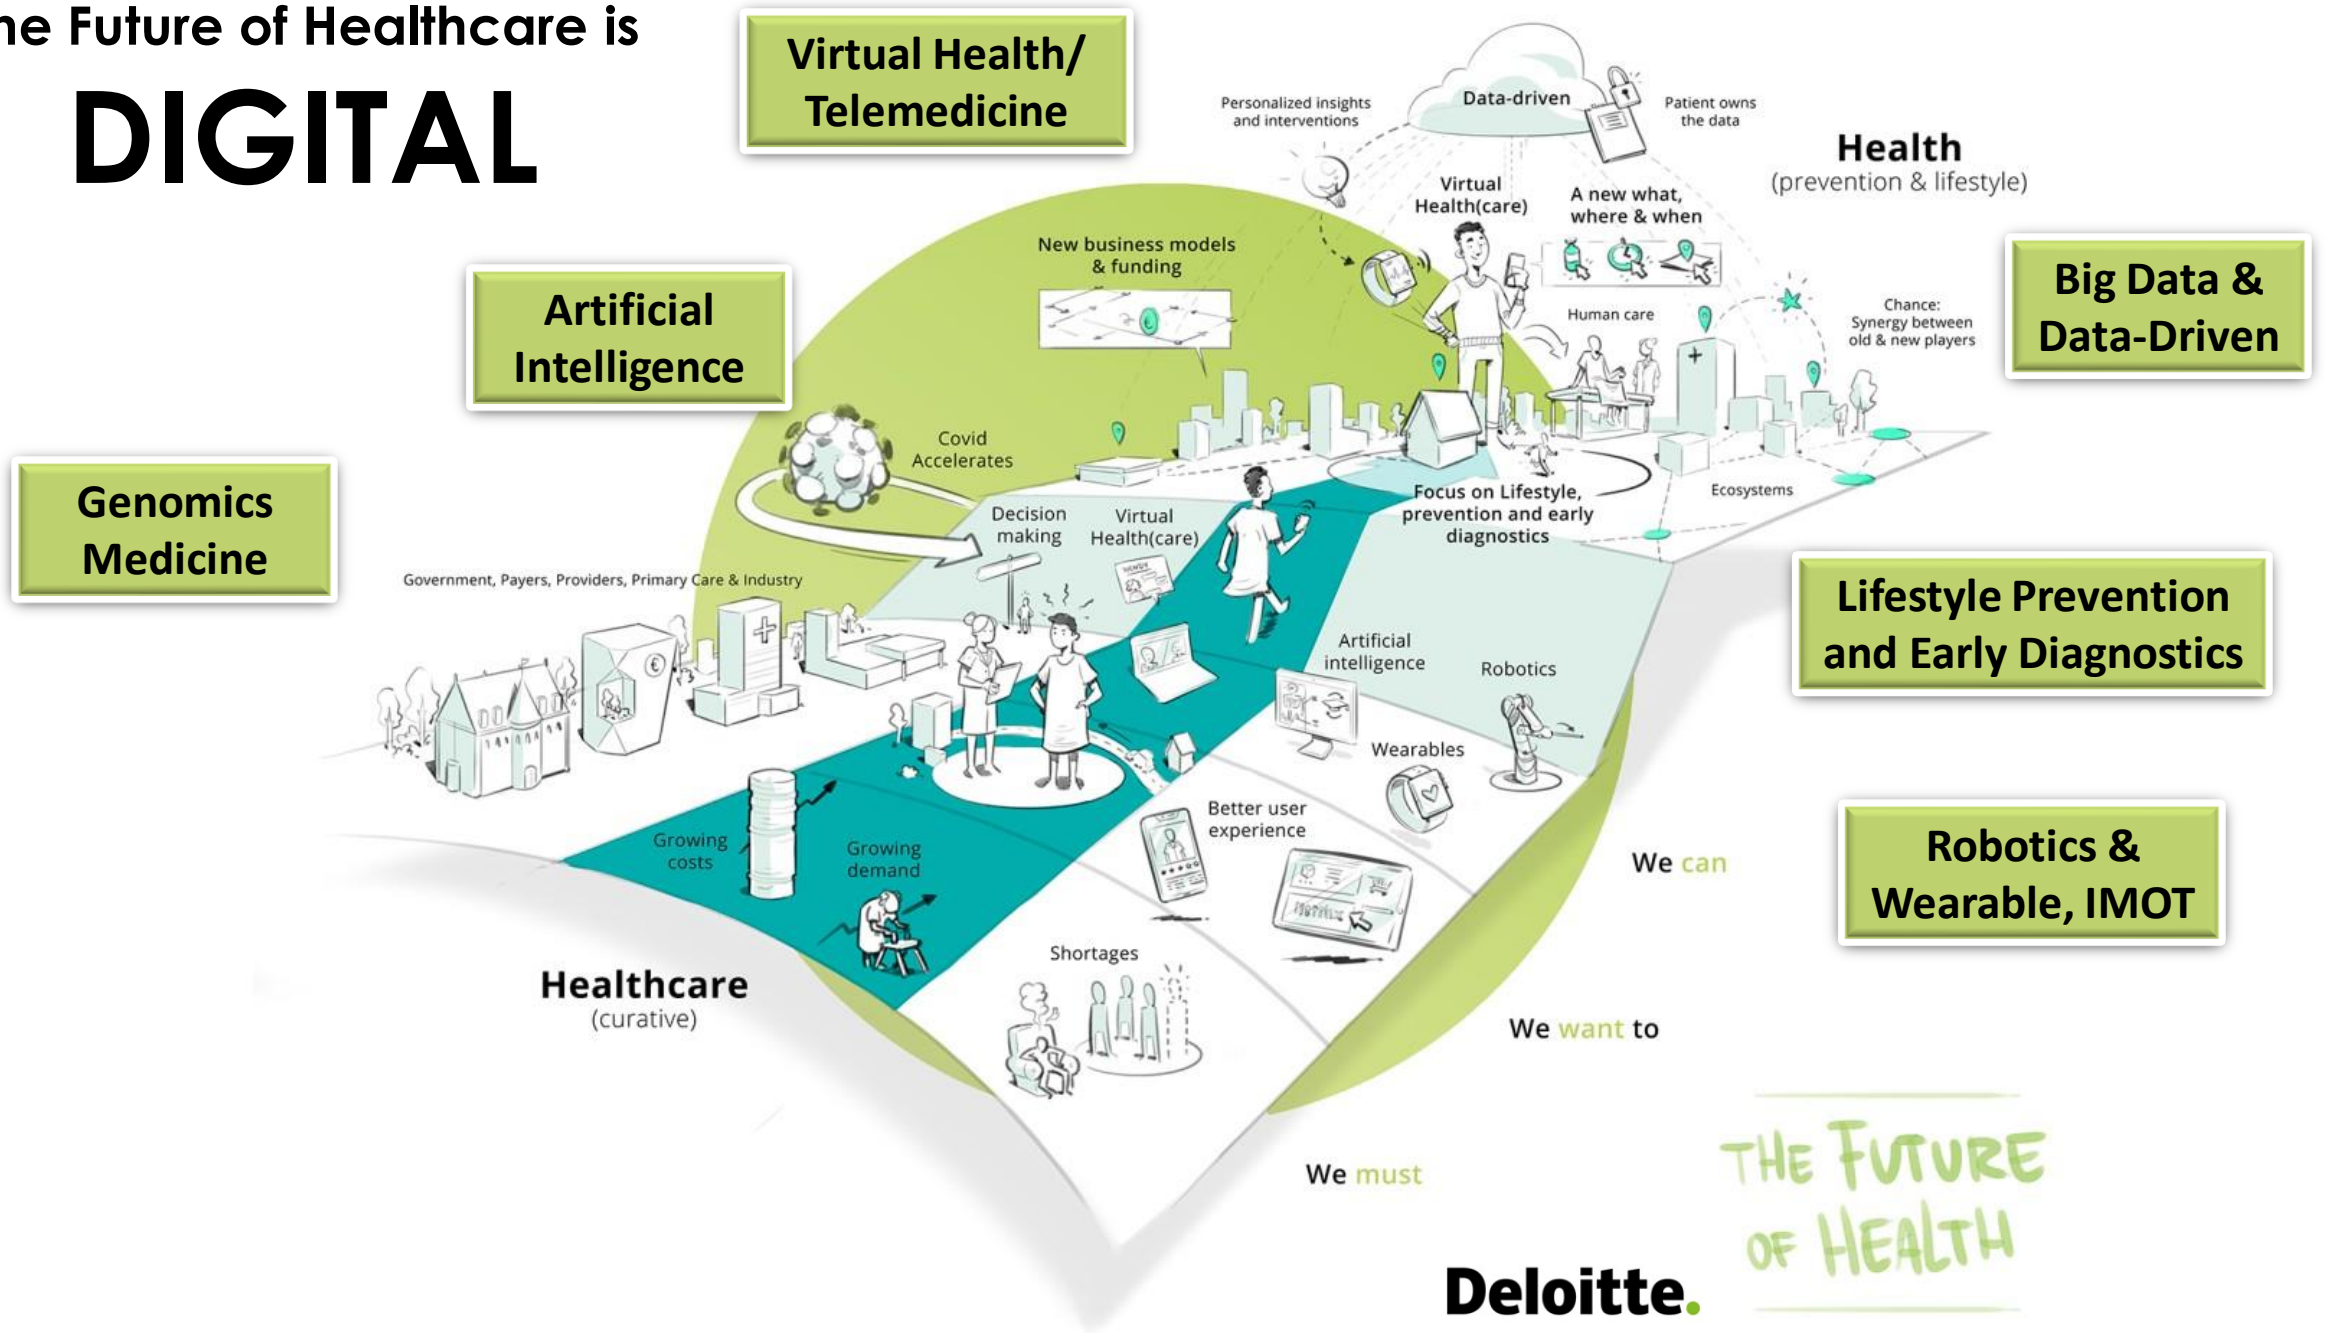 he Future of Healthcare is
DIGITAL
Virtual Health/
Telemedicine
Artificial
Intelligence
Genomics
Medicine
Big Data &
Data-Driven
Lifestyle Prevention
and Early Diagnostics
Robotics &
Wearable, IMOT
Personalized insights
and interventions
Data-driven
Patient owns
the data
Health
(prevention & lifestyle)
Virtual
Health(care)
A new what,
where & when
New business models
& funding
Human care
Chance:
Synergy between
old & new players
Covid
Accelerates
Focus on Lifestyle,
prevention and early
diagnostics
Ecosystems
Decision
making
Virtual
Health(care)
Government, Payers, Providers, Primary Care & Industry
Artificial
intelligence
Robotics
Wearables
Better user
experience
Growing
costs
Growing
demand
Shortages
Healthcare
(curative)
We can
We want to
We must
THE FUTURE
OF HEALTH
Deloitte.